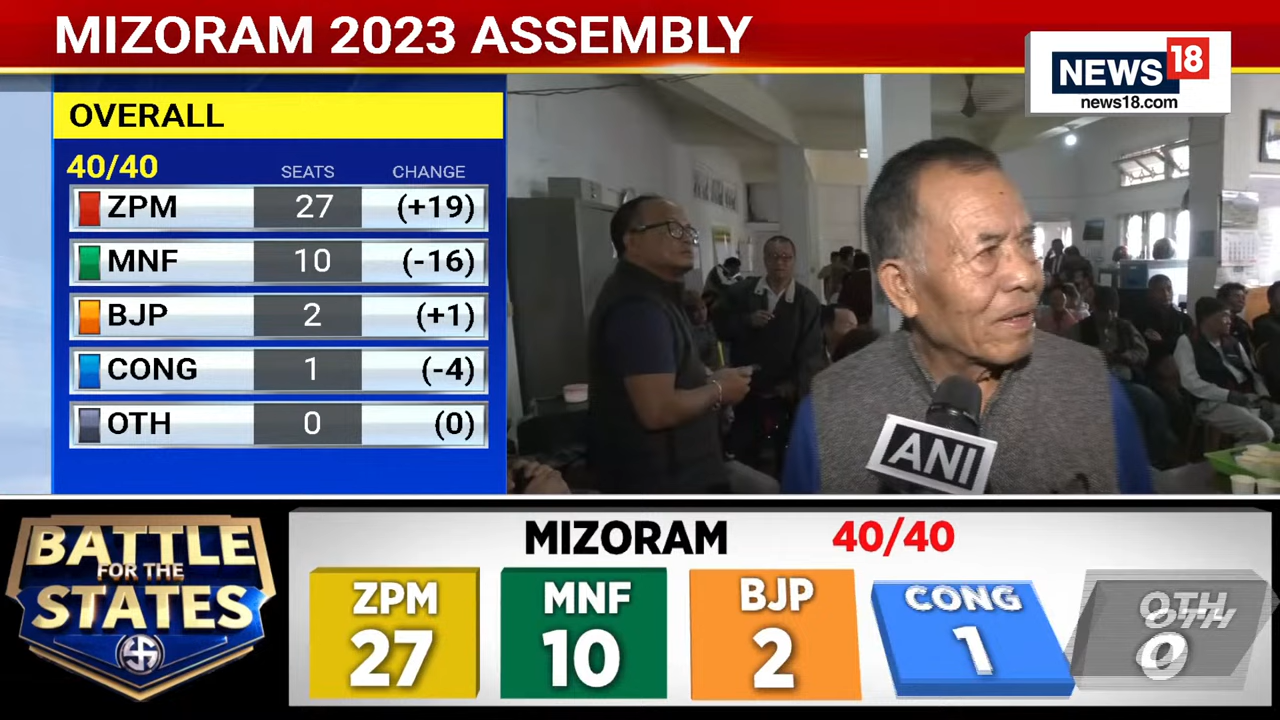 MIZORAM 2023 ASSEMBLY
NEWS 18
news18.com
OVERALL
40/40 SEATS CHANGE
ZPM 27 (+19)
MNF 10 (-16)
BJP 2 (+1)
CONG 1 (-4)
OTH 0 (0)
ANI
BATTLE
FOR THE
STATES
MIZORAM 40/40
ZPM MNF BJP CONG OTH
27 10 2 1 0